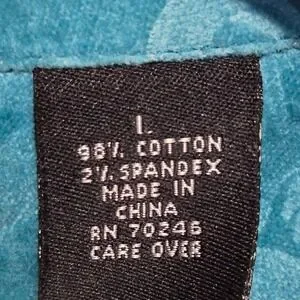 L
98% COTTON
2% SPANDEX
MADE IN
CHINA
RN 70246
CARE OVER